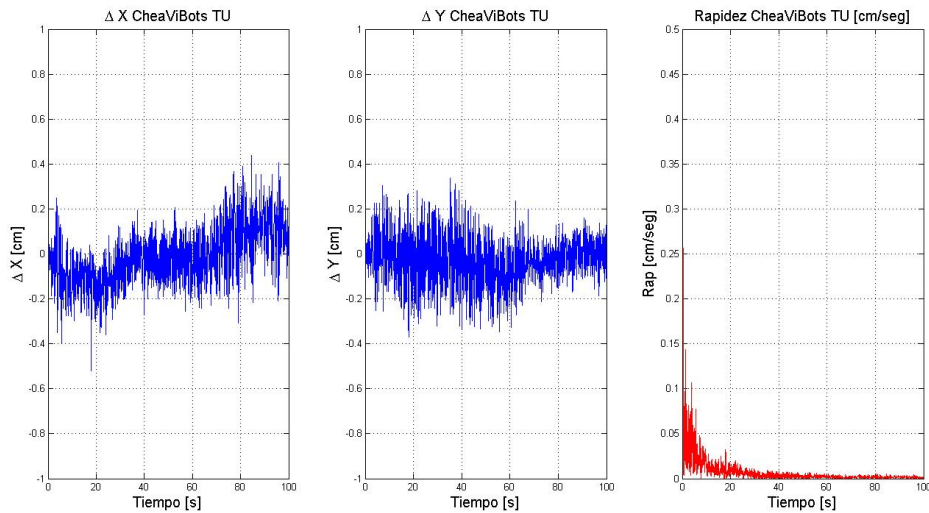 Δ X CheaViBots TU
Δ X [cm]
1
0.8
0.6
0.4
0.2
0
-0.2
-0.4
-0.6
-0.8
-1
0 20 40 60 80 100
Tiempo [s]
Δ Y CheaViBots TU
Δ Y [cm]
1
0.8
0.6
0.4
0.2
0
-0.2
-0.4
-0.6
-0.8
-1
0 20 40 60 80 100
Tiempo [s]
Rapidez CheaViBots TU [cm/seg]
Rap [cm/seg]
0.5
0.45
0.4
0.35
0.3
0.25
0.2
0.15
0.1
0.05
0
0 20 40 60 80 100
Tiempo [s]